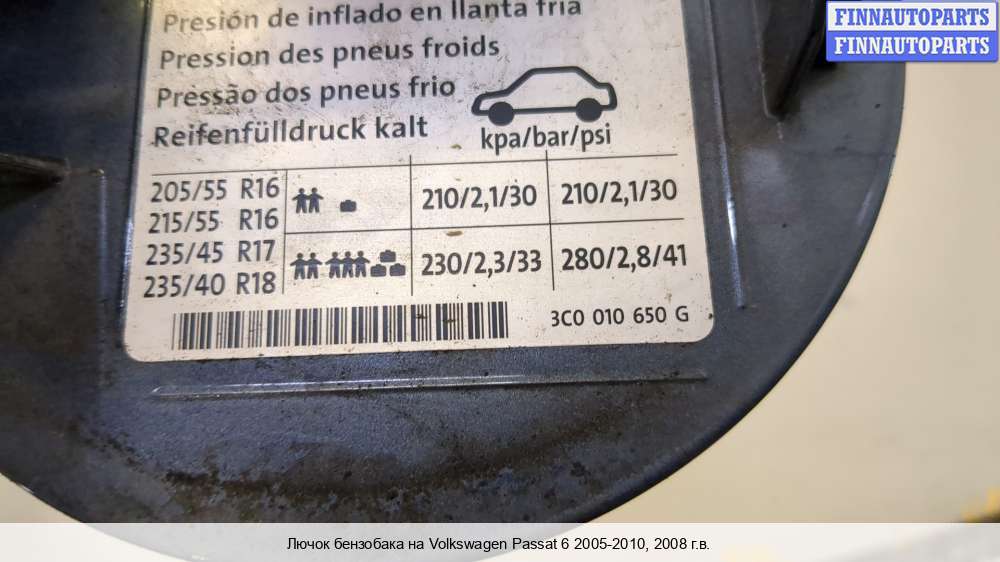 FINNAUTOPARTS
FINNAUTOPARTS
Presión de inflado en llanta fria
Pression des pneus froids
Pressão dos pneus frio
Reifenfülldruck kalt
kpa/bar/psi
205/55 R16
215/55 R16
235/45 R17
235/40 R18
210/2,1/30 210/2,1/30
230/2,3/33 280/2,8/41
3C0 010 650 G
Лючок бензобака на Volkswagen Passat 6 2005-2010, 2008 г.в.